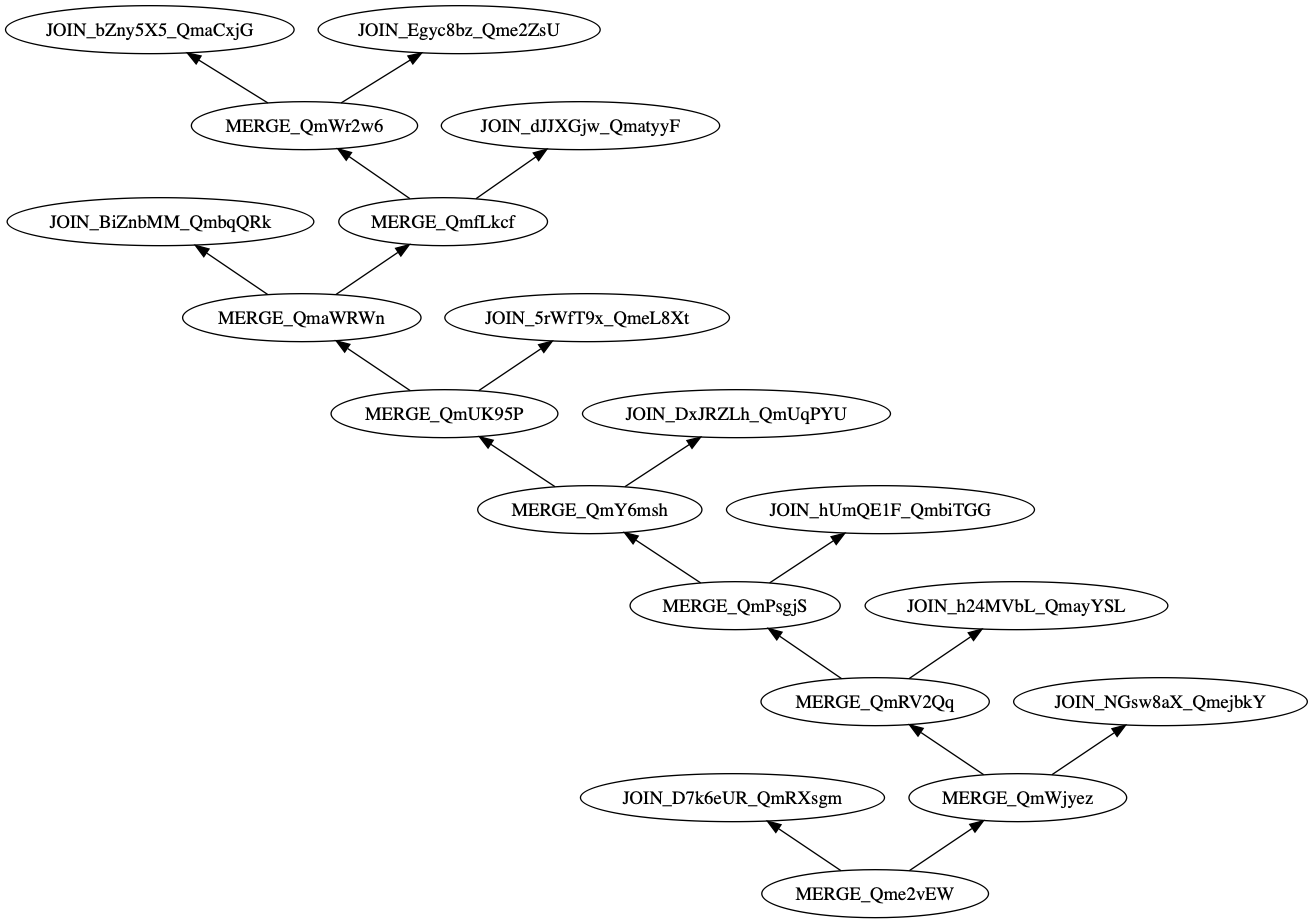 JOIN_bZny5X5_QmaCxjG
JOIN_Egyc8bz_Qme2ZsU
MERGE_QmWr2w6
JOIN_dJJXGjw_QmatyyF
JOIN_BiZnbMM_QmbqQRk
MERGE_QmfLkcf
MERGE_QmaWRWn
JOIN_5rWfT9x_QmeL8Xt
MERGE_QmUK95P
JOIN_DxJRZLh_QmUqPYU
MERGE_QmY6msh
JOIN_hUmQE1F_QmbiTGG
MERGE_QmPsgjS
JOIN_h24MVbL_QmayYSL
MERGE_QmRV2Qq
JOIN_NGsw8aX_QmejbkY
JOIN_D7k6eUR_QmRXsgm
MERGE_QmWjyez
MERGE_Qme2vEW